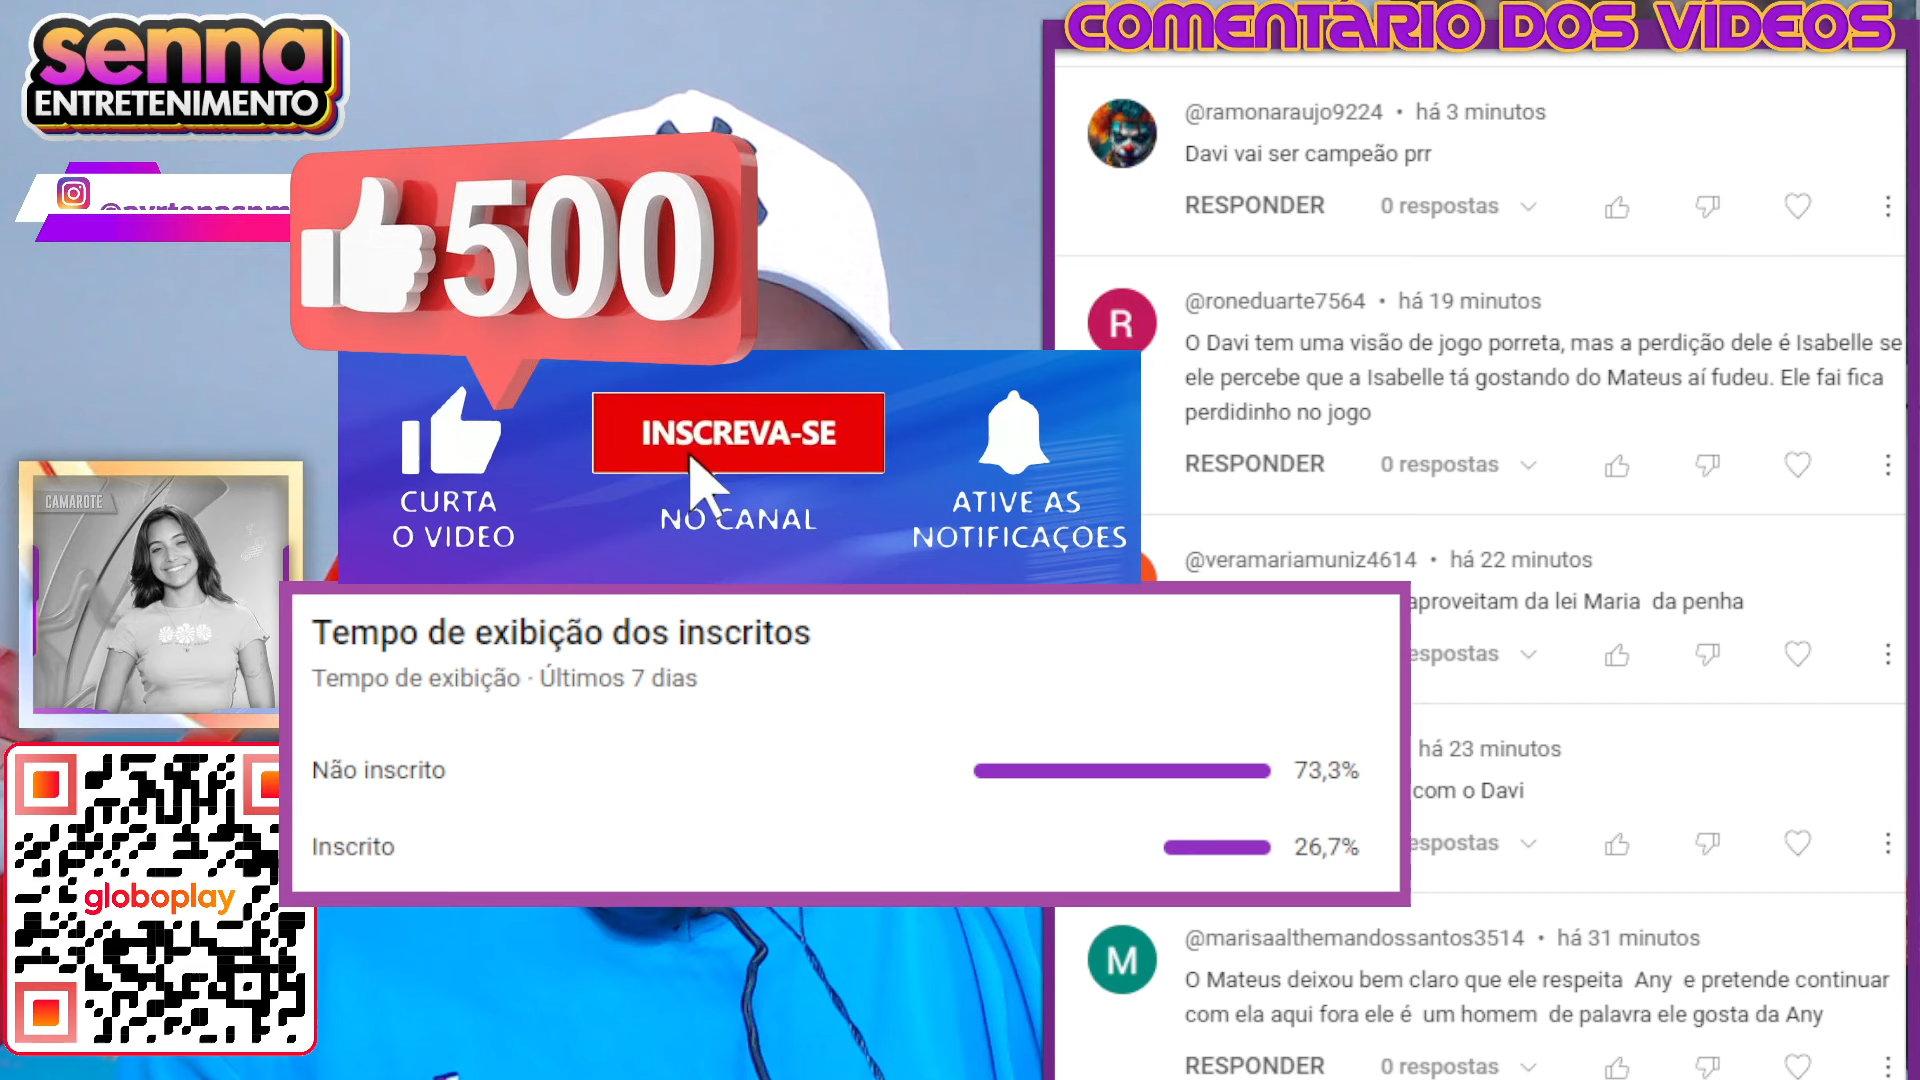 senna
ENTRETENIMENTO
500
CURTA
O VIDEO
INSCREVA-SE
NO CANAL
ATIVE AS
NOTIFICAÇOES
CAMAROTE
Tempo de exibição dos inscritos
Tempo de exibição · Últimos 7 dias
Não inscrito
73,3%
Inscrito
26,7%
globoplay
COMENTÁRIO DOS VÍDEOS
@ramonaraujo9224 • há 3 minutos
Davi vai ser campeão prr
RESPONDER 0 respostas
R
@roneduarte7564 • há 19 minutos
O Davi tem uma visão de jogo porreta, mas a perdição dele é Isabelle se
ele percebe que a Isabelle tá gostando do Mateus aí fudeu. Ele fai fica
perdidinho no jogo
RESPONDER 0 respostas
@veramariamuniz4614 • há 22 minutos
aproveitam da lei Maria da penha
espostas
há 23 minutos
com o Davi
espostas
M
@marisaalthemandossantos3514 • há 31 minutos
O Mateus deixou bem claro que ele respeita Any e pretende continuar
com ela aqui fora ele é um homem de palavra ele gosta da Any
RESPONDER 0 respostas